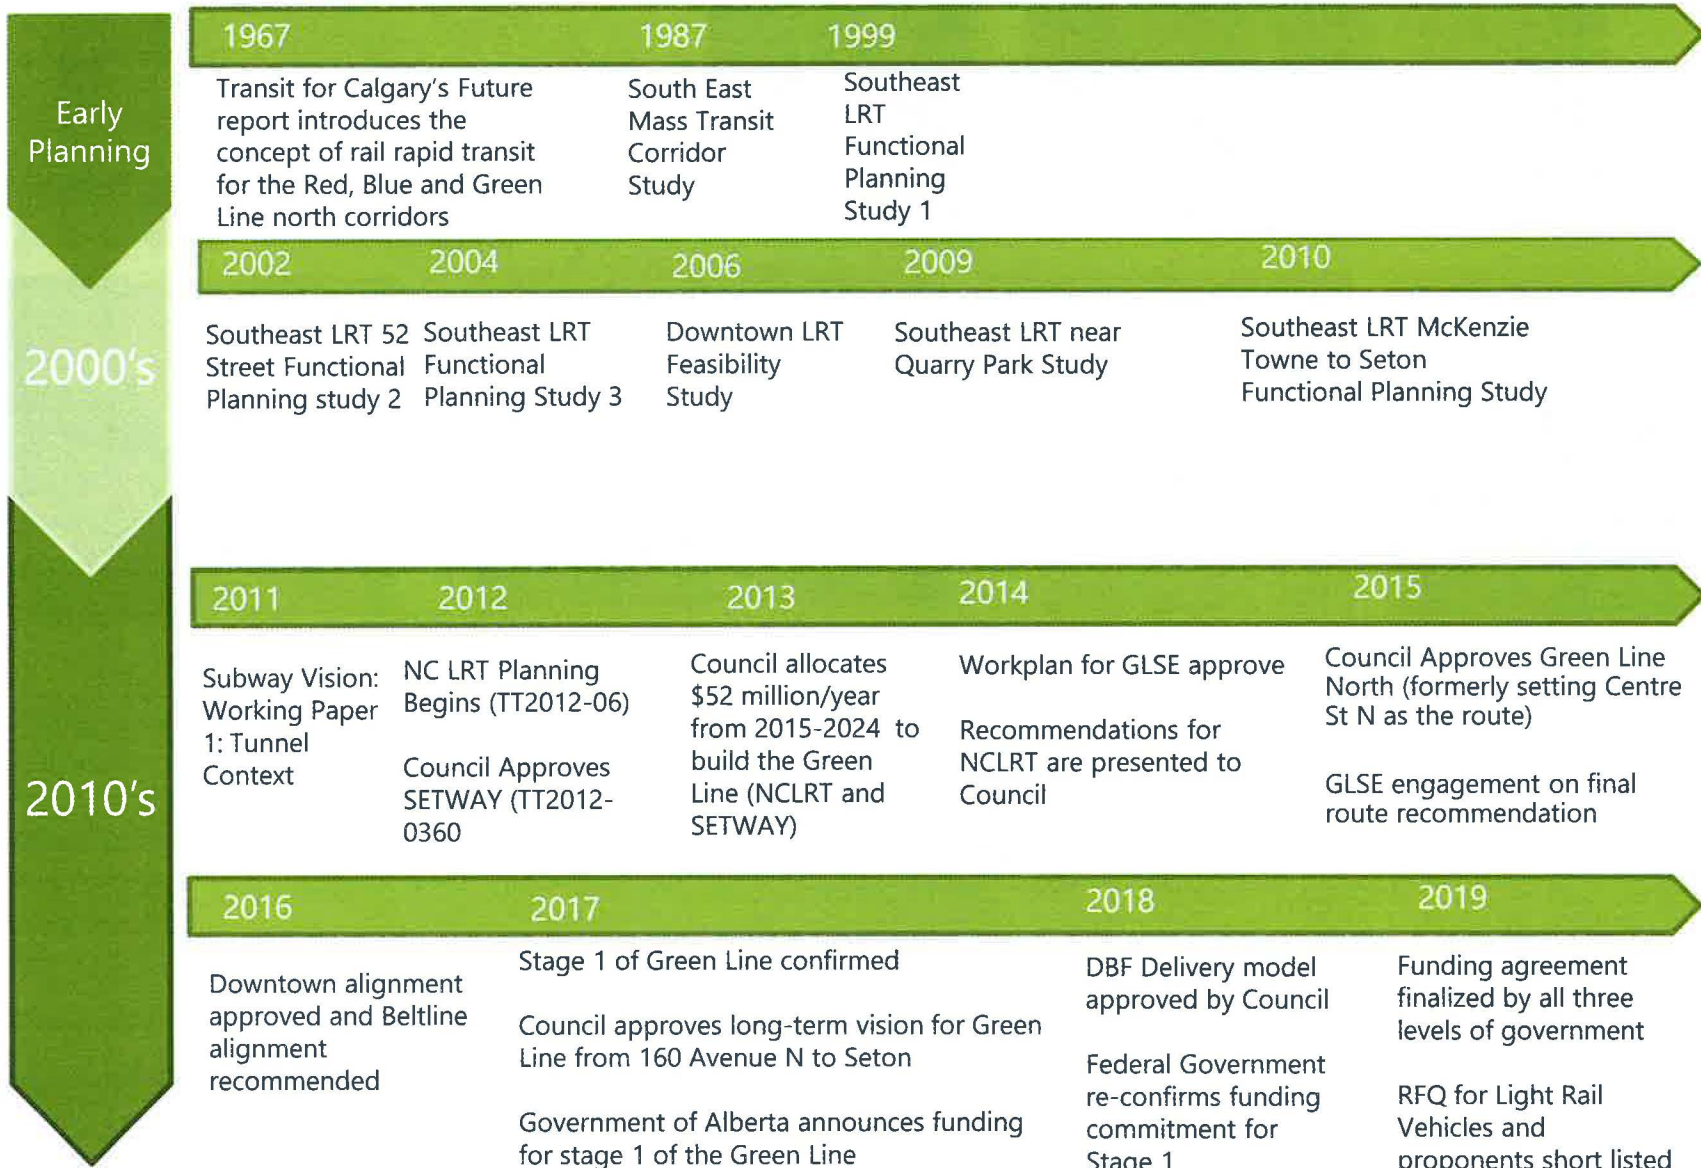 Early
Planning
1967
1987
1999
Transit for Calgary's Future
report introduces the
concept of rail rapid transit
for the Red, Blue and Green
Line north corridors
South East
Mass Transit
Corridor
Study
Southeast
LRT
Functional
Planning
Study 1
2000's
2002
2004
2006
2009
2010
Southeast LRT 52
Street Functional
Planning study 2
Southeast LRT
Functional
Planning Study 3
Downtown LRT
Feasibility
Study
Southeast LRT near
Quarry Park Study
Southeast LRT McKenzie
Towne to Seton
Functional Planning Study
2010's
2011
2012
2013
2014
2015
Subway Vision:
Working Paper
1: Tunnel
Context
NC LRT Planning
Begins (TT2012-06)
Council Approves
SETWAY (TT2012-
0360
Council allocates
$52 million/year
from 2015-2024 to
build the Green
Line (NCLRT and
SETWAY)
Workplan for GLSE approve
Recommendations for
NCLRT are presented to
Council
Council Approves Green Line
North (formerly setting Centre
St N as the route)
GLSE engagement on final
route recommendation
2016
2017
2018
2019
Downtown alignment
approved and Beltline
alignment
recommended
Stage 1 of Green Line confirmed
Council approves long-term vision for Green
Line from 160 Avenue N to Seton
Government of Alberta announces funding
for stage 1 of the Green Line
DBF Delivery model
approved by Council
Federal Government
re-confirms funding
commitment for
Stage 1
Funding agreement
finalized by all three
levels of government
RFQ for Light Rail
Vehicles and
proponents short listed